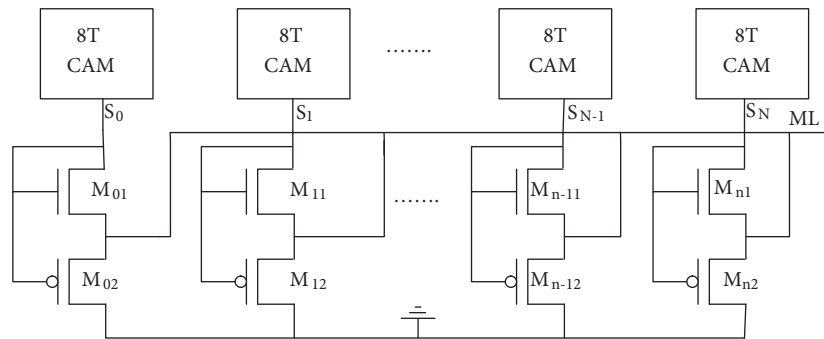 8T
CAM
8T
CAM
.......
8T
CAM
8T
CAM
S0
S1
SN-1
SN
ML
M01
M11
.......
Mn-11
Mn1
M02
M12
Mn-12
Mn2